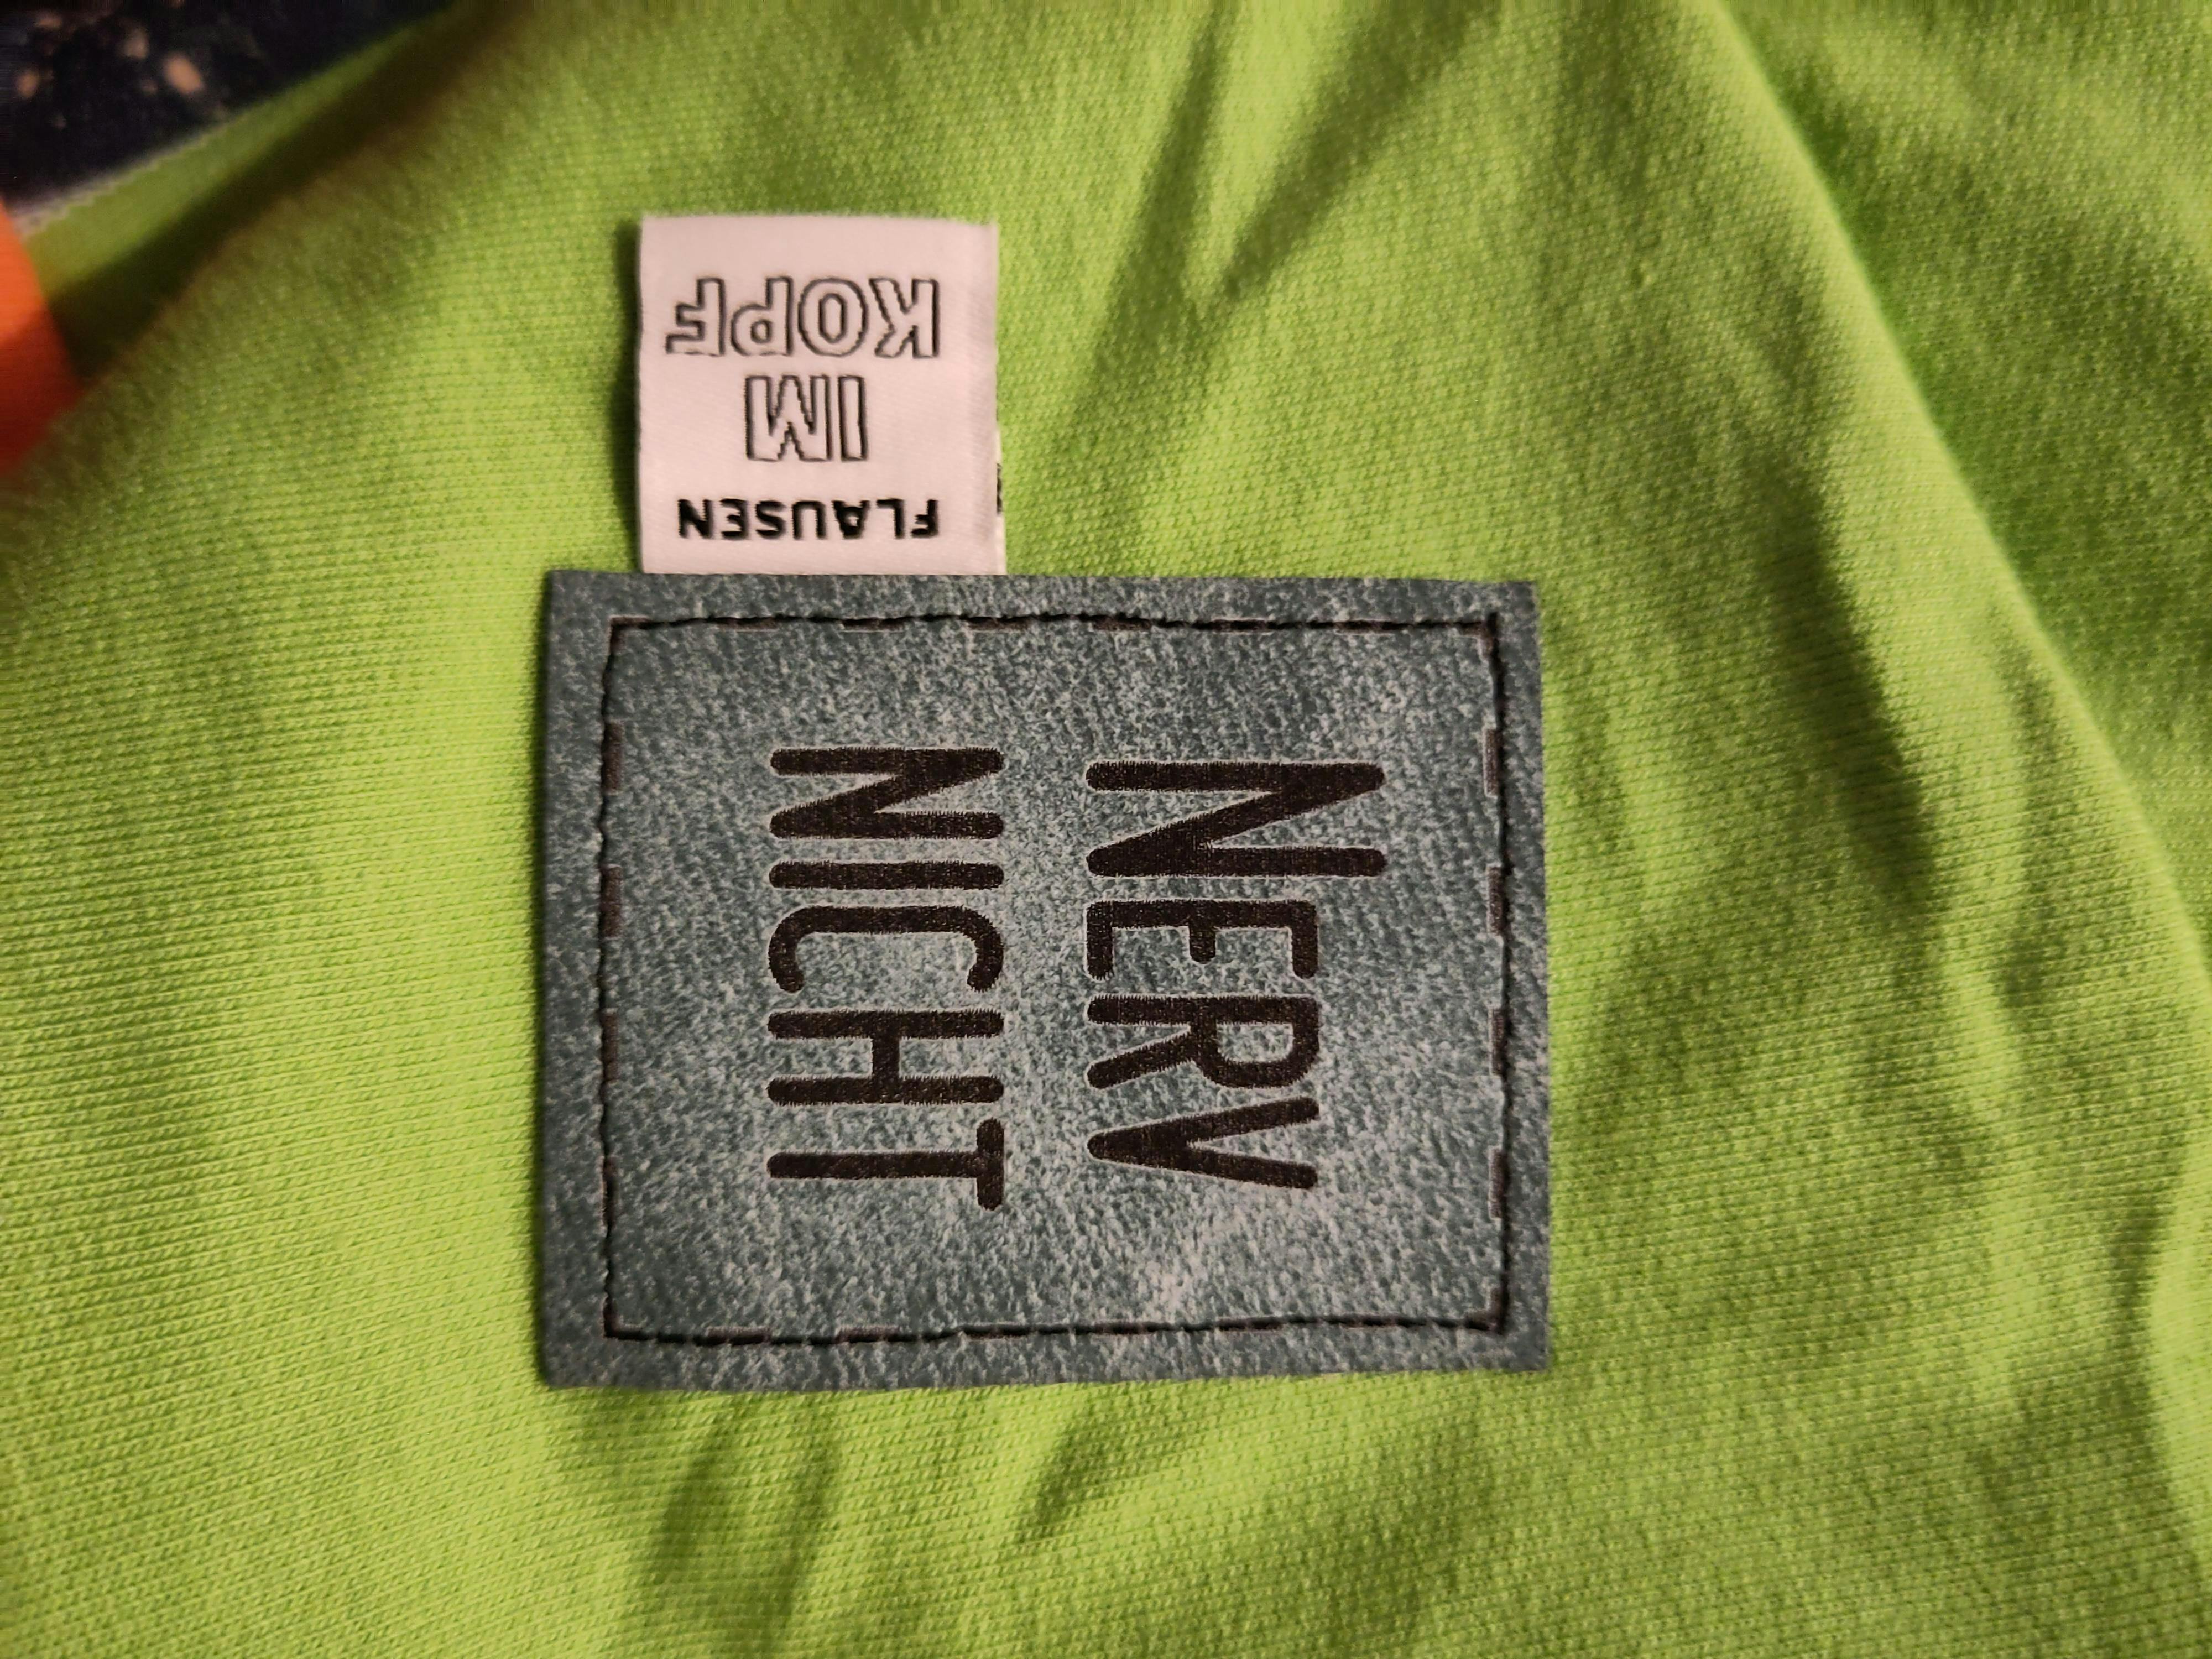 FLAUSEN
IM
KOPF
NERV
NICHT